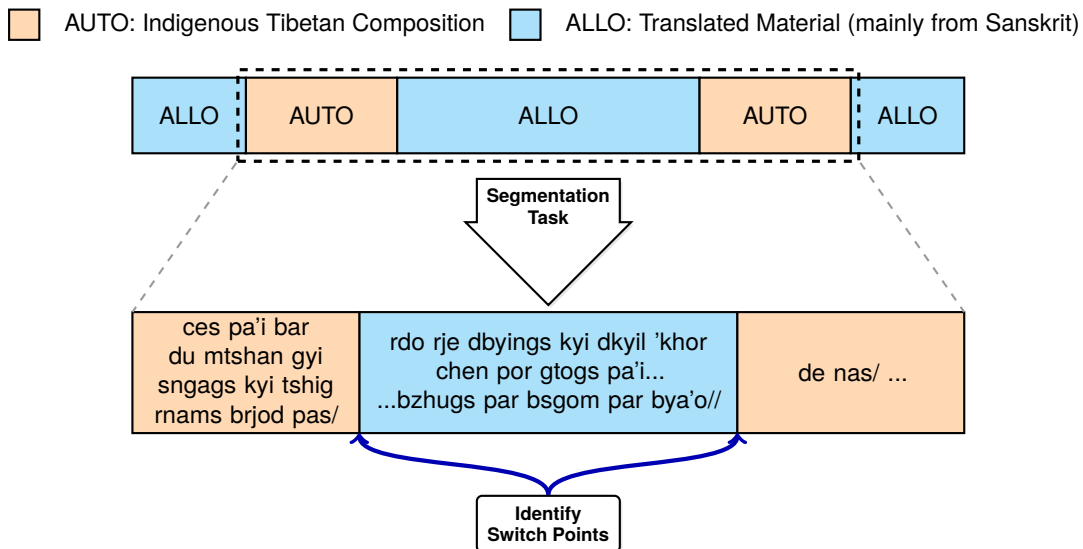 AUTO: Indigenous Tibetan Composition ALLO: Translated Material (mainly from Sanskrit)
ALLO AUTO ALLO AUTO ALLO
Segmentation
Task
ces pa'i bar
du mtshan gyi
sngags kyi tshig
rnams brjod pas/
rdo rje dbyings kyi dkyil 'khor
chen por gtogs pa'i...
...bzhugs par bsgom par bya'o//
de nas/ ...
Identify
Switch Points